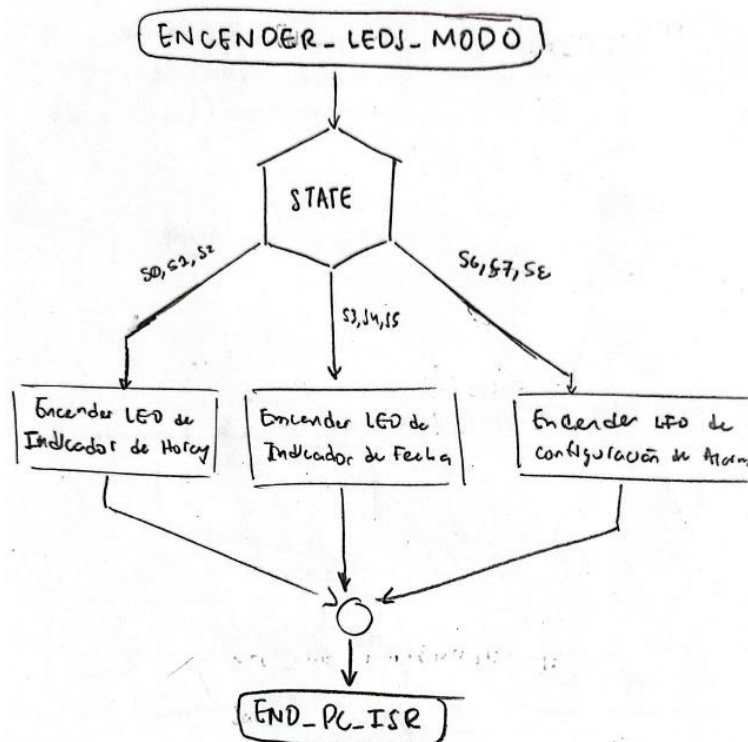 ENCENDER_LEDS_MODO
STATE
S0, S1, S2
S3, S4, S5
S6, S7, S8
Encender LED de
Indicador de Hora
Encender LED de
Indicador de Fecha
Encender LED de
configuración de Alarm
END_PC_ISR